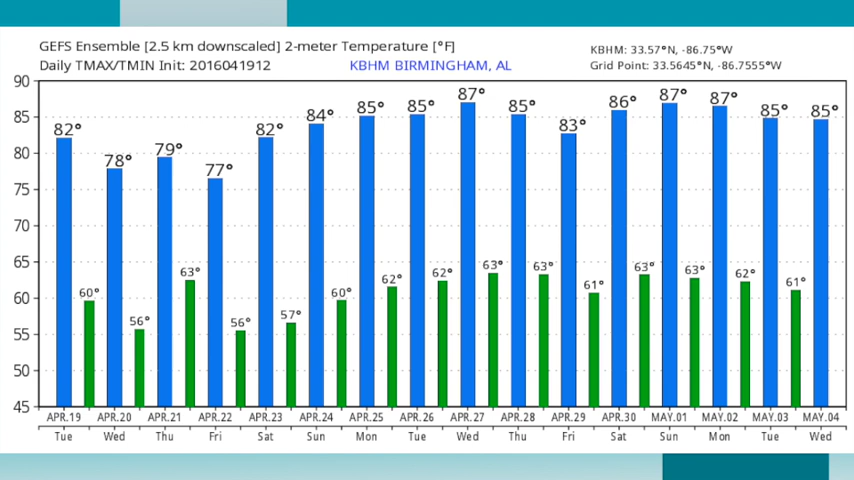 GEFS Ensemble [2.5 km downscaled] 2-meter Temperature [°F]
KBHM: 33.57°N, -86.75°W
Daily TMAX/TMIN Init: 2016041912 KBHM BIRMINGHAM, AL Grid Point: 33.5645°N, -86.7555°W
90
87° 87° 87°
86°
85° 85° 85° 85° 85°
84°
85
83°
82° 82°
80
79°
78°
77°
75
70
65
63° 63° 63° 63° 63°
62° 62° 62°
61° 61°
60° 60°
60
57°
56° 56°
55
50
45
APR.19 APR.20 APR.21 APR.22 APR.23 APR.24 APR.25 APR.26 APR.27 APR.28 APR.29 APR.30 MAY.01 MAY.02 MAY.03 MAY.04
Tue Wed Thu Fri Sat Sun Mon Tue Wed Thu Fri Sat Sun Mon Tue Wed